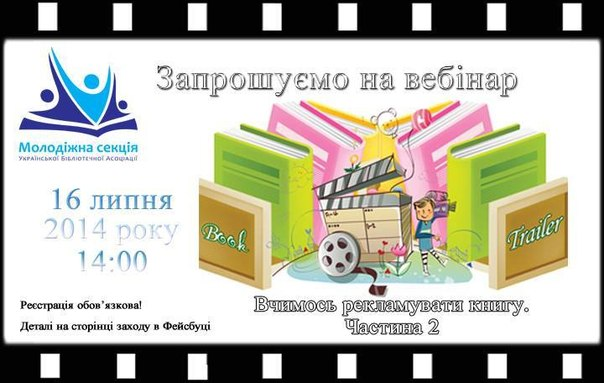 Запрошуємо на вебінар
Молодіжна секція
Української Бібліотечної Асоціації
16 липня
2014 року
14:00
Book
Trailer
Реєстрація обов’язкова!
Деталі на сторінці заходу в Фейсбуці
Вчимось рекламувати книгу.
Частина 2